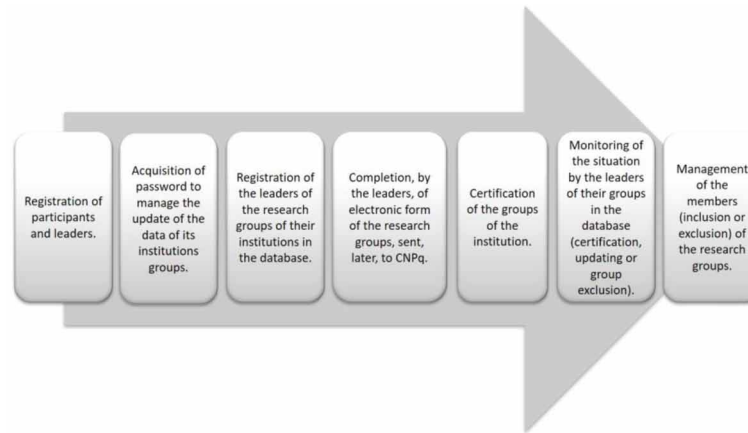 Registration of
participants
and leaders.
Acquisition of
password to
manage the
update of the
data of its
institutions
groups.
Registration of
the leaders of
the research
groups of their
institutions in
the database.
Completion, by
the leaders, of
electronic form
of the research
groups, sent,
later, to CNPq.
Certification
of the groups
of the
institution.
Monitoring of
the situation
by the leaders
of their groups
in the
database
(certification,
updating or
group
exclusion).
Management
of the
members
(inclusion or
exclusion) of
the research
groups.